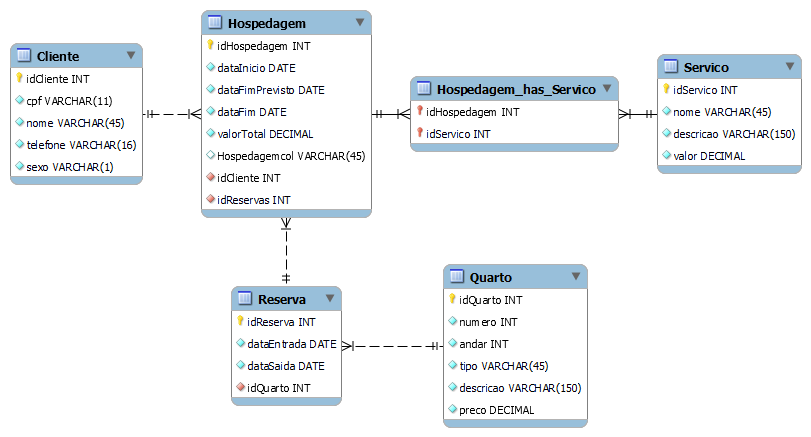 Cliente
idCliente INT
cpf VARCHAR(11)
nome VARCHAR(45)
telefone VARCHAR(16)
sexo VARCHAR(1)
Hospedagem
idHospedagem INT
dataInicio DATE
dataFimPrevisto DATE
dataFim DATE
valorTotal DECIMAL
Hospedagemcol VARCHAR(45)
idCliente INT
idReservas INT
Hospedagem_has_Servico
idHospedagem INT
idServico INT
Servico
idServico INT
nome VARCHAR(45)
descricao VARCHAR(150)
valor DECIMAL
Reserva
idReserva INT
dataEntrada DATE
dataSaida DATE
idQuarto INT
Quarto
idQuarto INT
numero INT
andar INT
tipo VARCHAR(45)
descricao VARCHAR(150)
preco DECIMAL